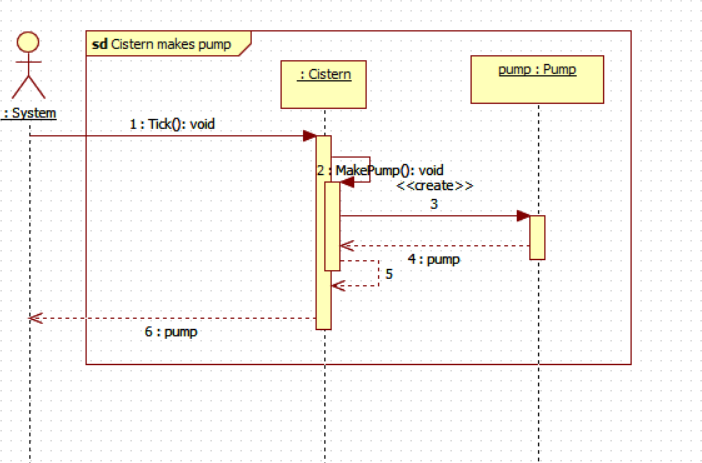 sd Cistern makes pump
: System
: Cistern
pump : Pump
1 : Tick(): void
2 : MakePump(): void
<<create>>
3
4 : pump
5
6 : pump